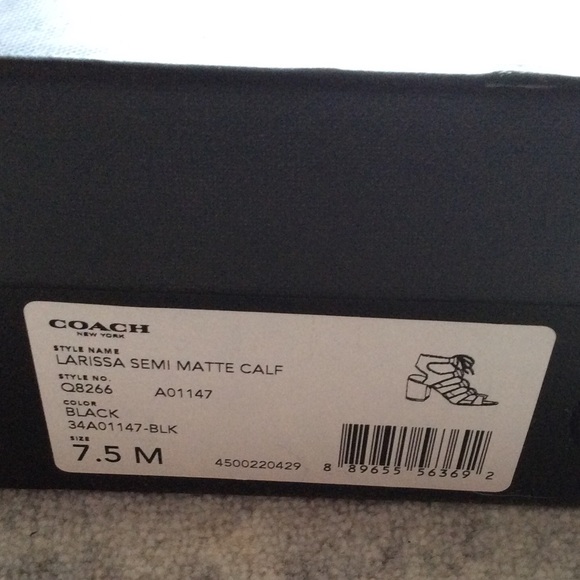 COACH
NEW YORK
STYLE NAME
LARISSA SEMI MATTE CALF
STYLE NO.
Q8266 A01147
COLOR
BLACK
34A01147-BLK
SIZE
7.5 M
4500220429 8 89655 56369 2